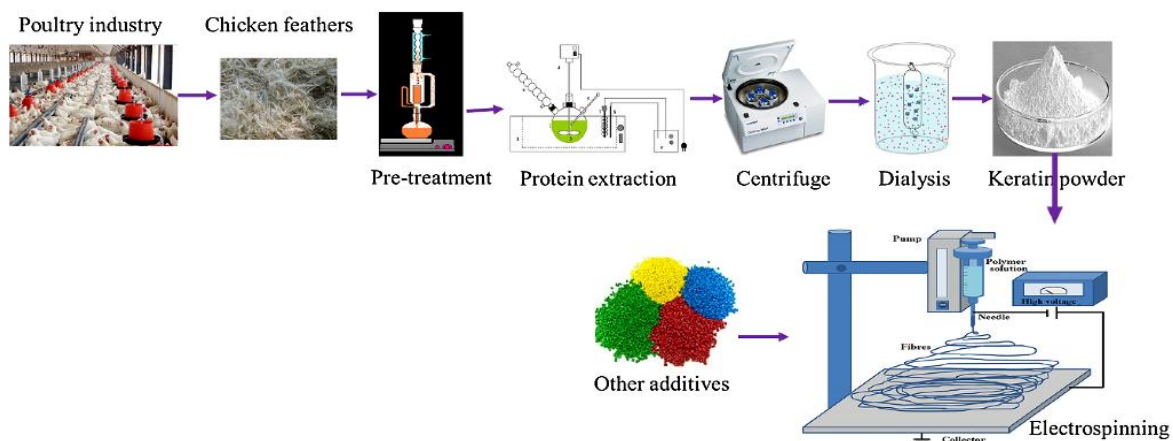 Poultry industry
Chicken feathers
Pre-treatment
Protein extraction
Centrifuge
Dialysis
Keratin powder
Pump
Polymer
solution
High voltage
Needle
Fibres
Other additives
Collector
Electrospinning